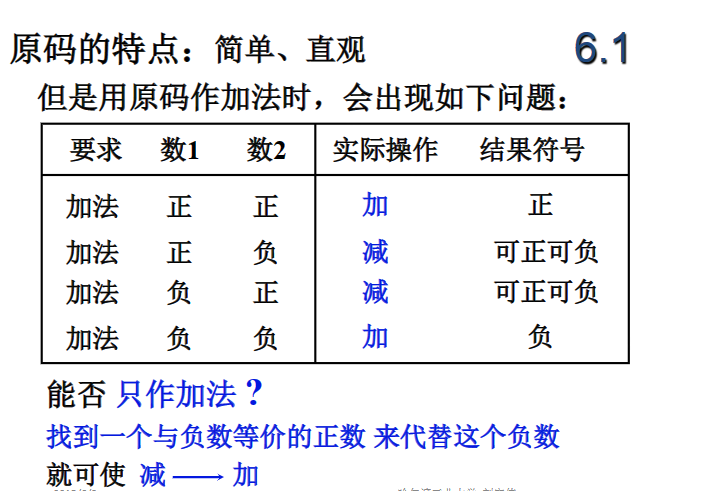 原码的特点：简单、直观 6.1
但是用原码作加法时，会出现如下问题：
要求 数1 数2 实际操作 结果符号
加法 正 正 加 正
加法 正 负 减 可正可负
加法 负 正 减 可正可负
加法 负 负 加 负
能否 只作加法 ?
找到一个与负数等价的正数 来代替这个负数
就可使 减 → 加